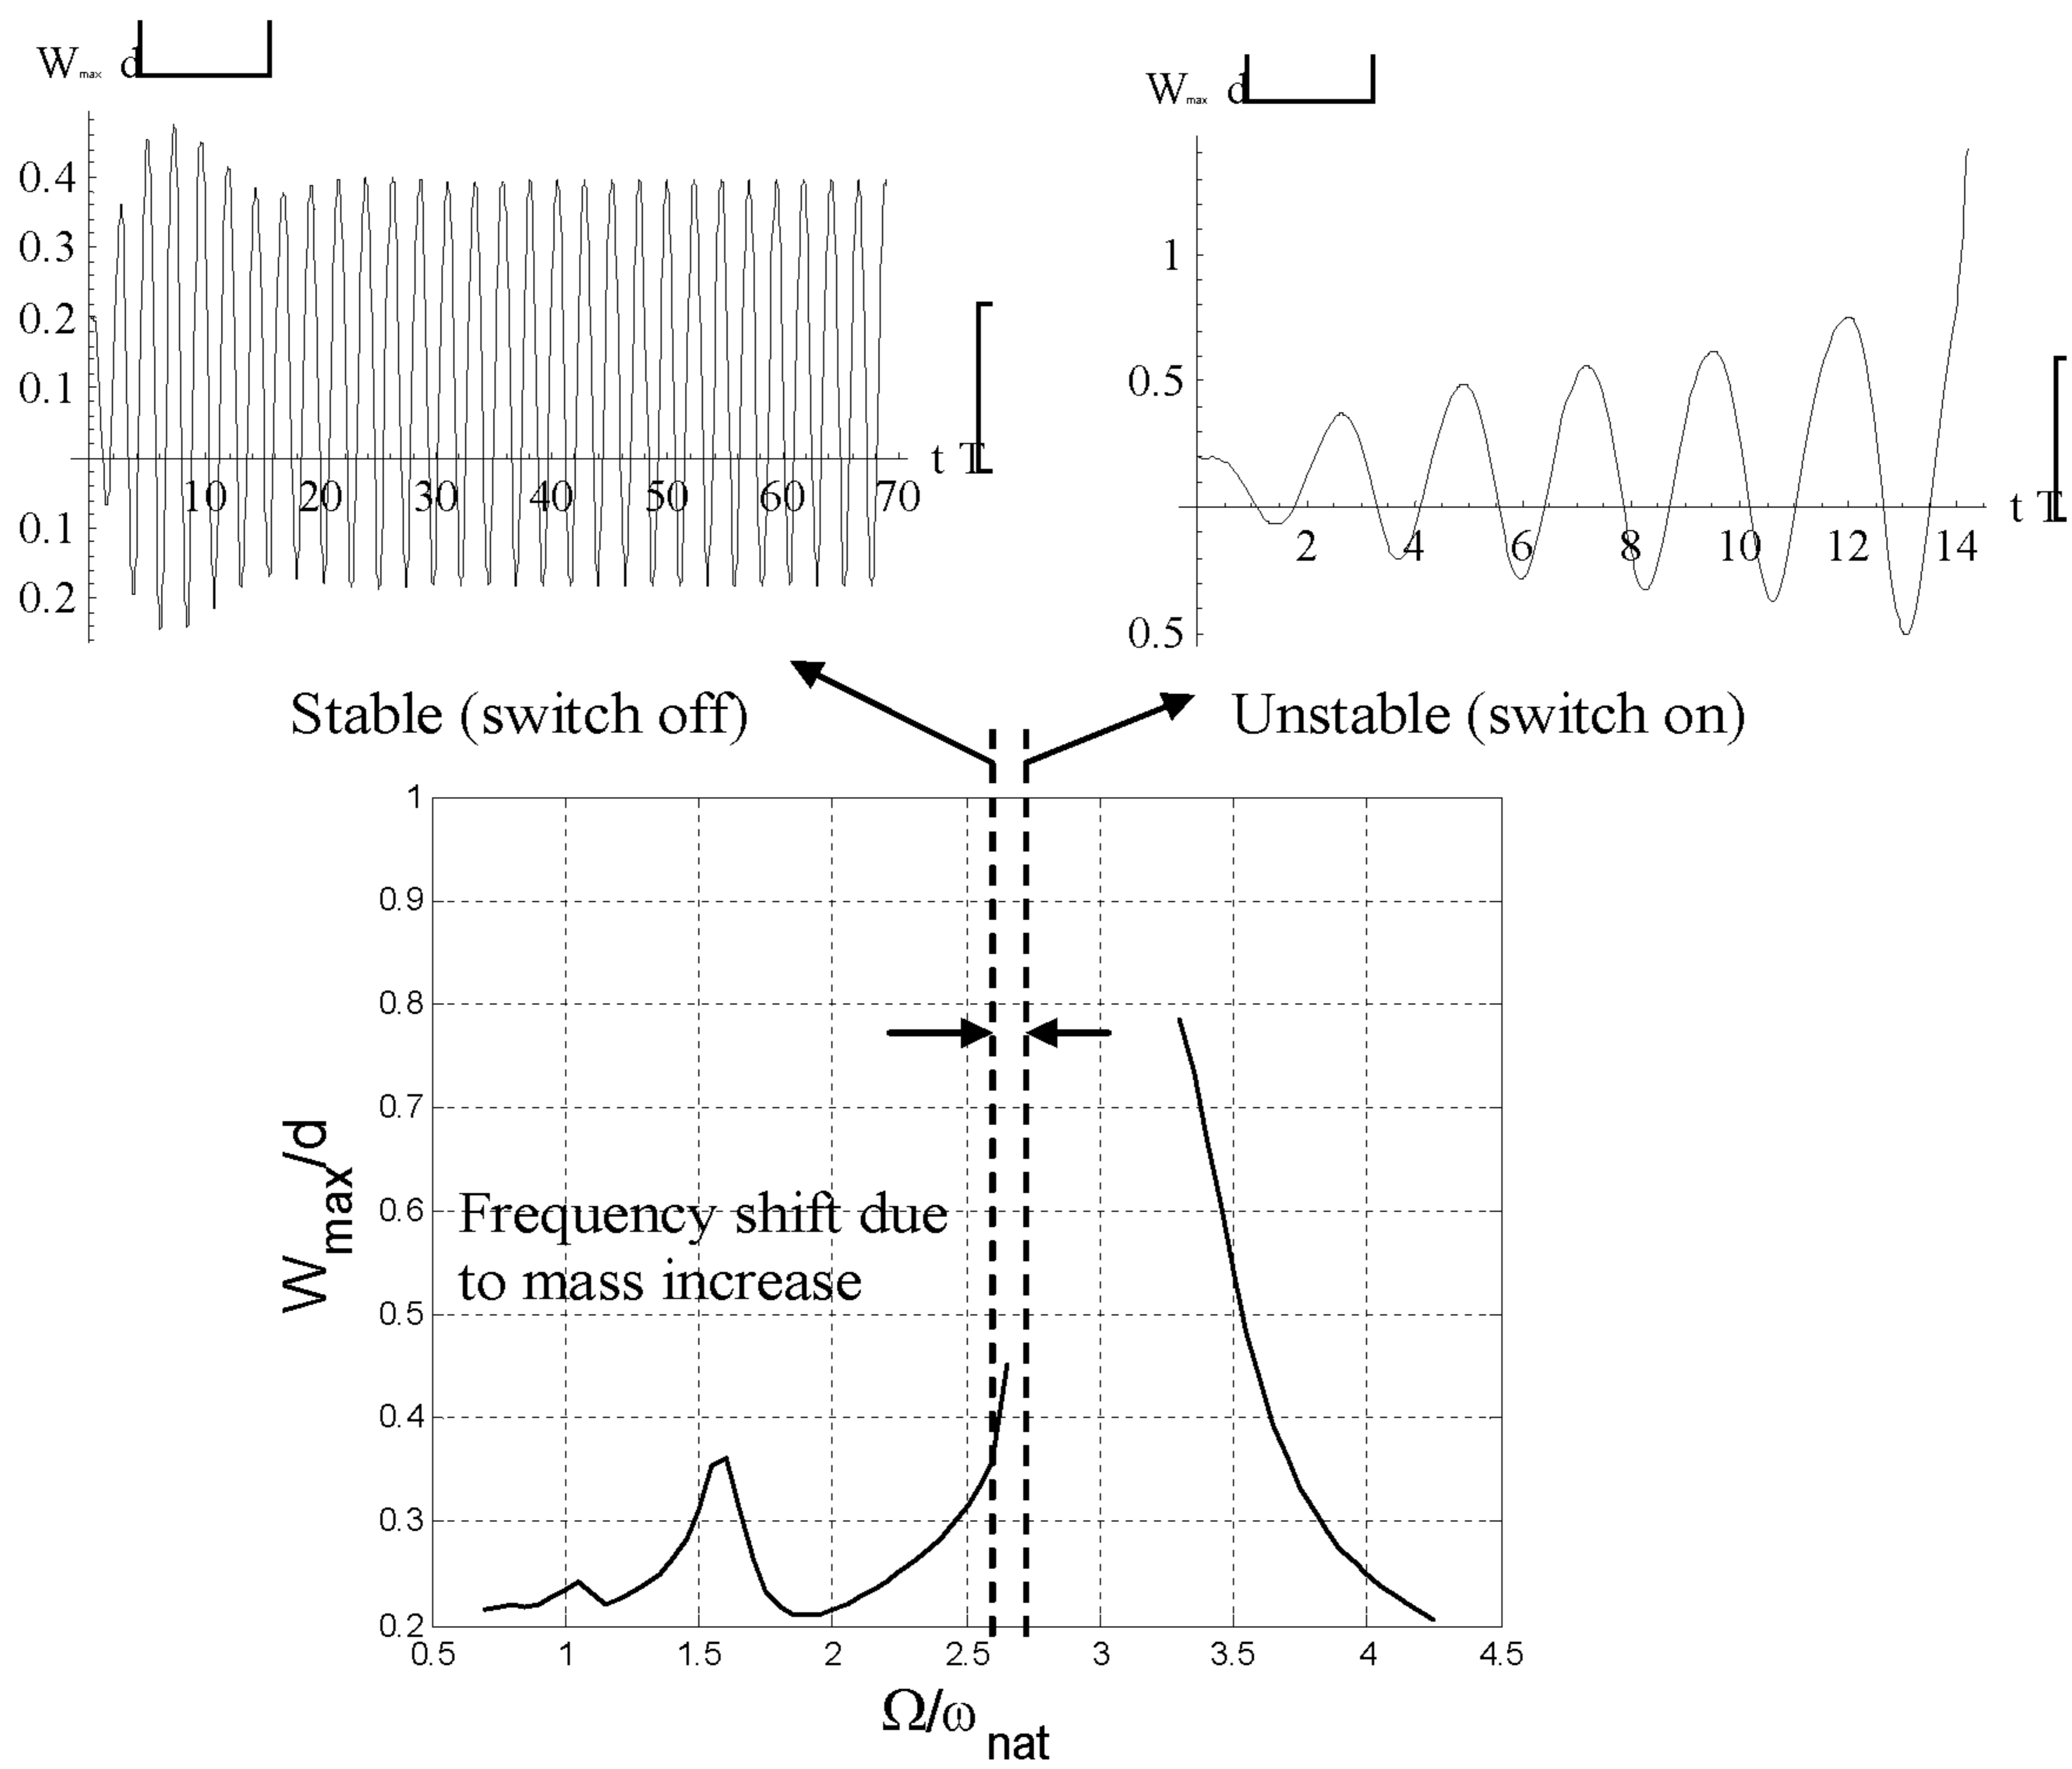 Wmax d
Wmax d
0.4
0.3
0.2
0.1
0.1
0.2
10 20 30 40 50 60 70
t T
1
0.5
0.5
2 4 6 8 10 12 14
t T
Stable (switch off)
Unstable (switch on)
1
0.9
0.8
0.7
0.6
0.5
0.4
0.3
0.2
Wmax/d
Frequency shift due
to mass increase
0.5 1 1.5 2 2.5 3 3.5 4 4.5
Ω/ωnat